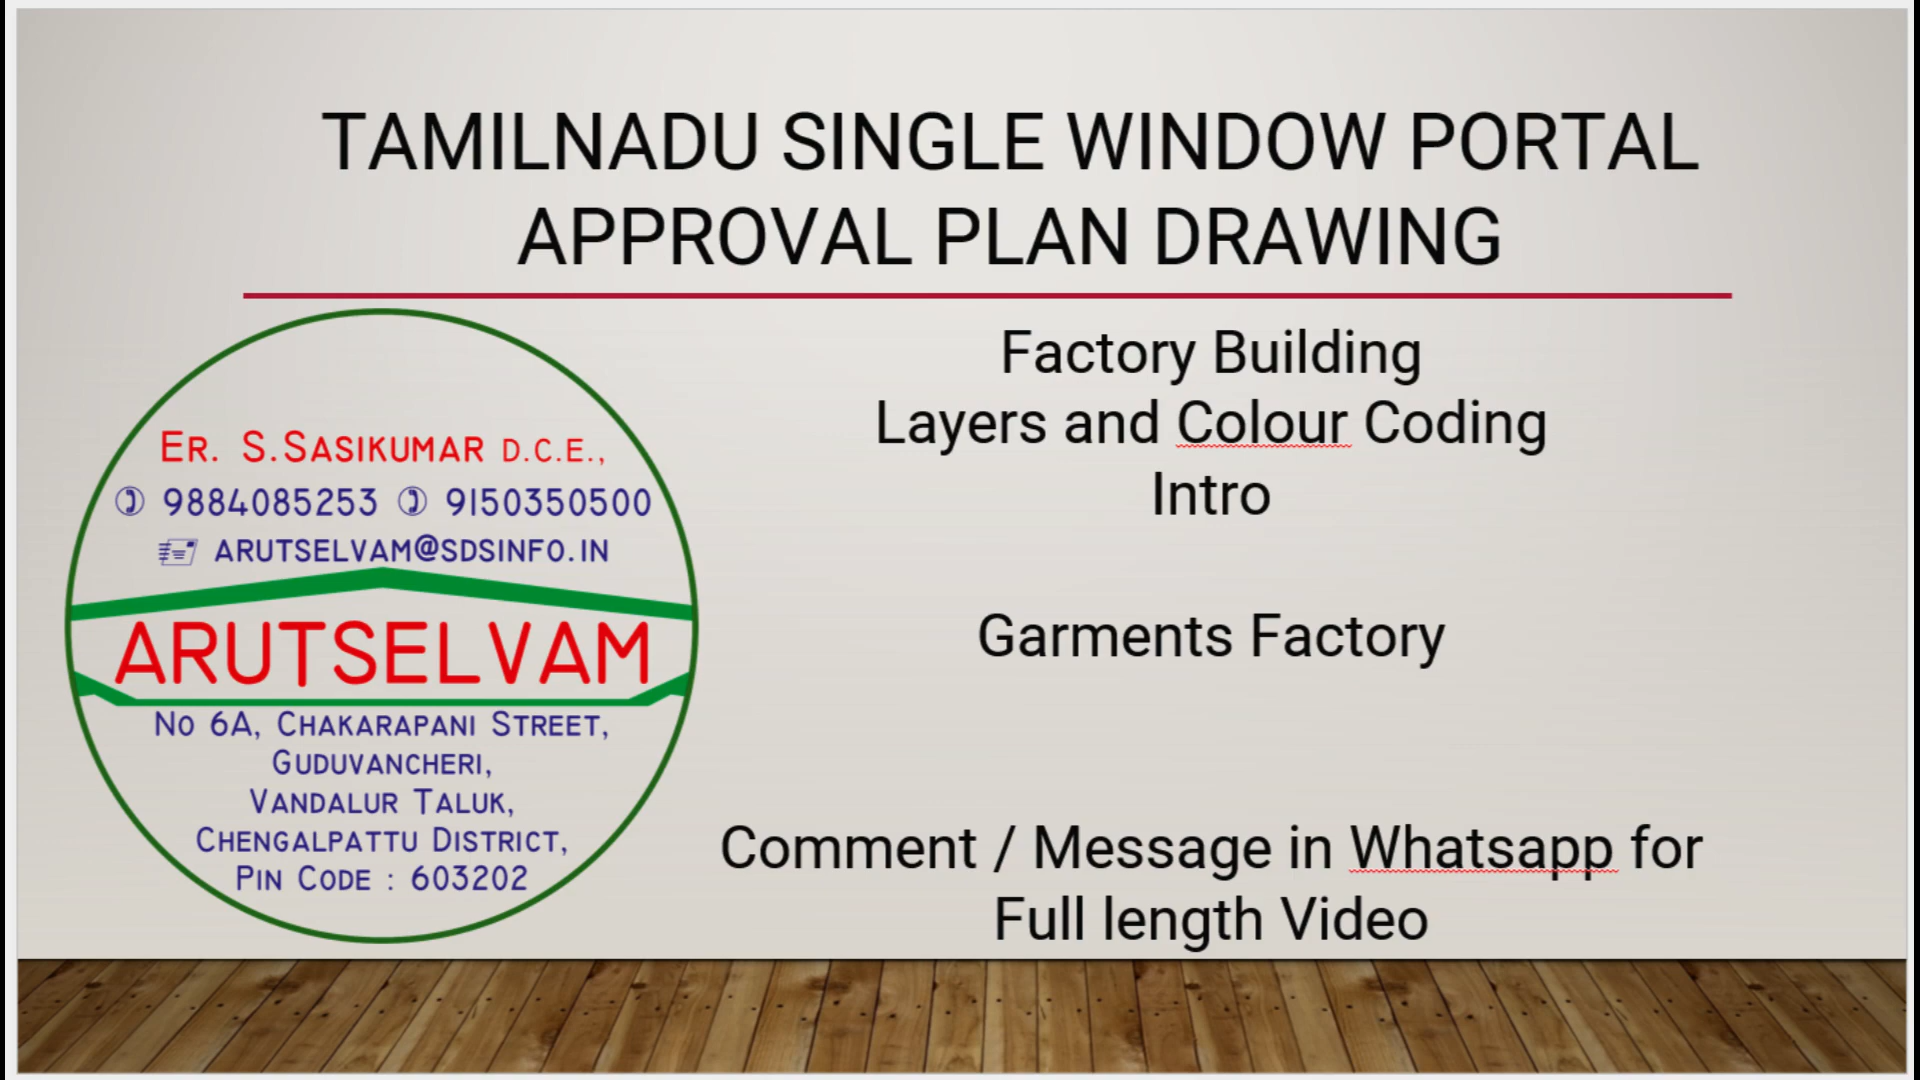 TAMILNADU SINGLE WINDOW PORTAL
APPROVAL PLAN DRAWING
ER. S.SASIKUMAR D.C.E.,
✆ 9884085253 ✆ 9150350500
ARUTSELVAM@SDSINFO.IN
ARUTSELVAM
NO 6A, CHAKARAPANI STREET,
GUDUVANCHERI,
VANDALUR TALUK,
CHENGALPATTU DISTRICT,
PIN CODE : 603202
Factory Building
Layers and Colour Coding
Intro
Garments Factory
Comment / Message in Whatsapp for
Full length Video